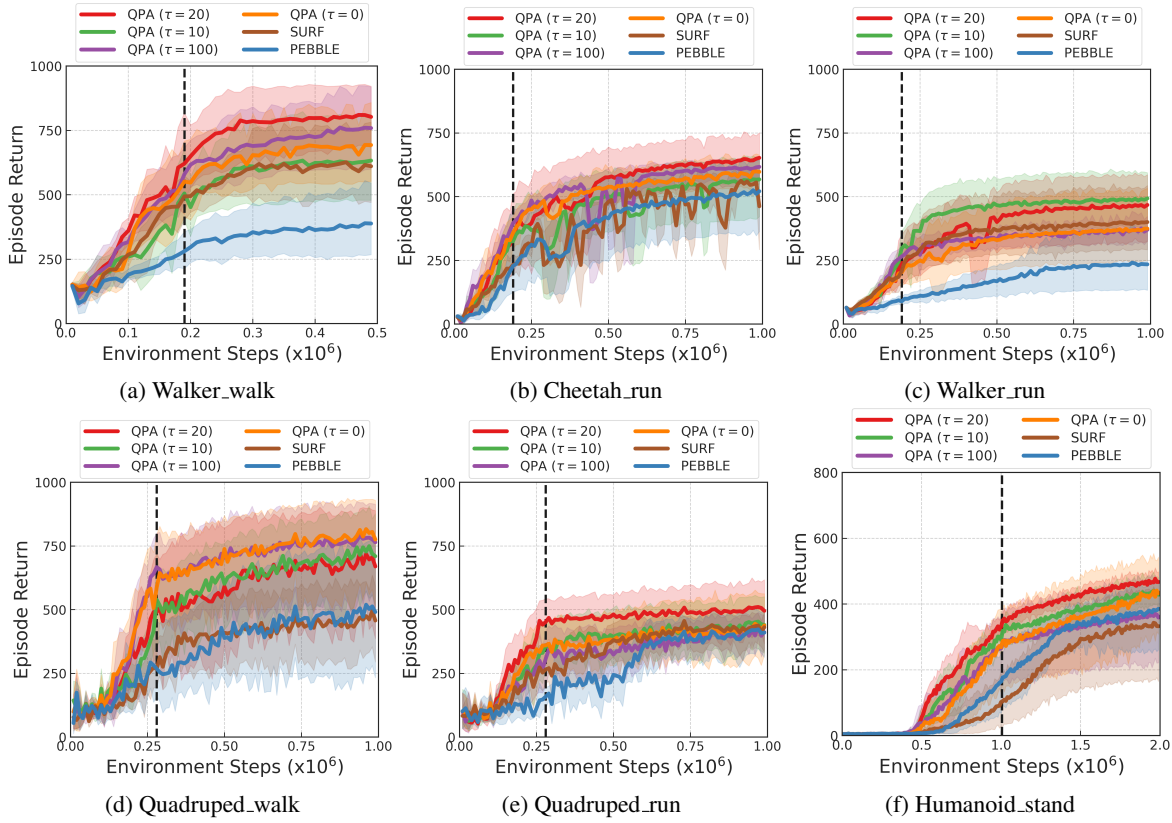 QPA (τ = 20) QPA (τ = 0)
QPA (τ = 10) SURF
QPA (τ = 100) PEBBLE
1000
750
500
250
0
Episode Return
0.0 0.1 0.2 0.3 0.4 0.5
Environment Steps (x10⁶)
(a) Walker_walk
QPA (τ = 20) QPA (τ = 0)
QPA (τ = 10) SURF
QPA (τ = 100) PEBBLE
1000
750
500
250
0
Episode Return
0.00 0.25 0.50 0.75 1.00
Environment Steps (x10⁶)
(b) Cheetah_run
QPA (τ = 20) QPA (τ = 0)
QPA (τ = 10) SURF
QPA (τ = 100) PEBBLE
1000
750
500
250
0
Episode Return
0.00 0.25 0.50 0.75 1.00
Environment Steps (x10⁶)
(c) Walker_run
QPA (τ = 20) QPA (τ = 0)
QPA (τ = 10) SURF
QPA (τ = 100) PEBBLE
1000
750
500
250
0
Episode Return
0.00 0.25 0.50 0.75 1.00
Environment Steps (x10⁶)
(d) Quadruped_walk
QPA (τ = 20) QPA (τ = 0)
QPA (τ = 10) SURF
QPA (τ = 100) PEBBLE
1000
750
500
250
0
Episode Return
0.00 0.25 0.50 0.75 1.00
Environment Steps (x10⁶)
(e) Quadruped_run
QPA (τ = 20) QPA (τ = 0)
QPA (τ = 10) SURF
QPA (τ = 100) PEBBLE
800
600
400
200
0
Episode Return
0.0 0.5 1.0 1.5 2.0
Environment Steps (x10⁶)
(f) Humanoid_stand